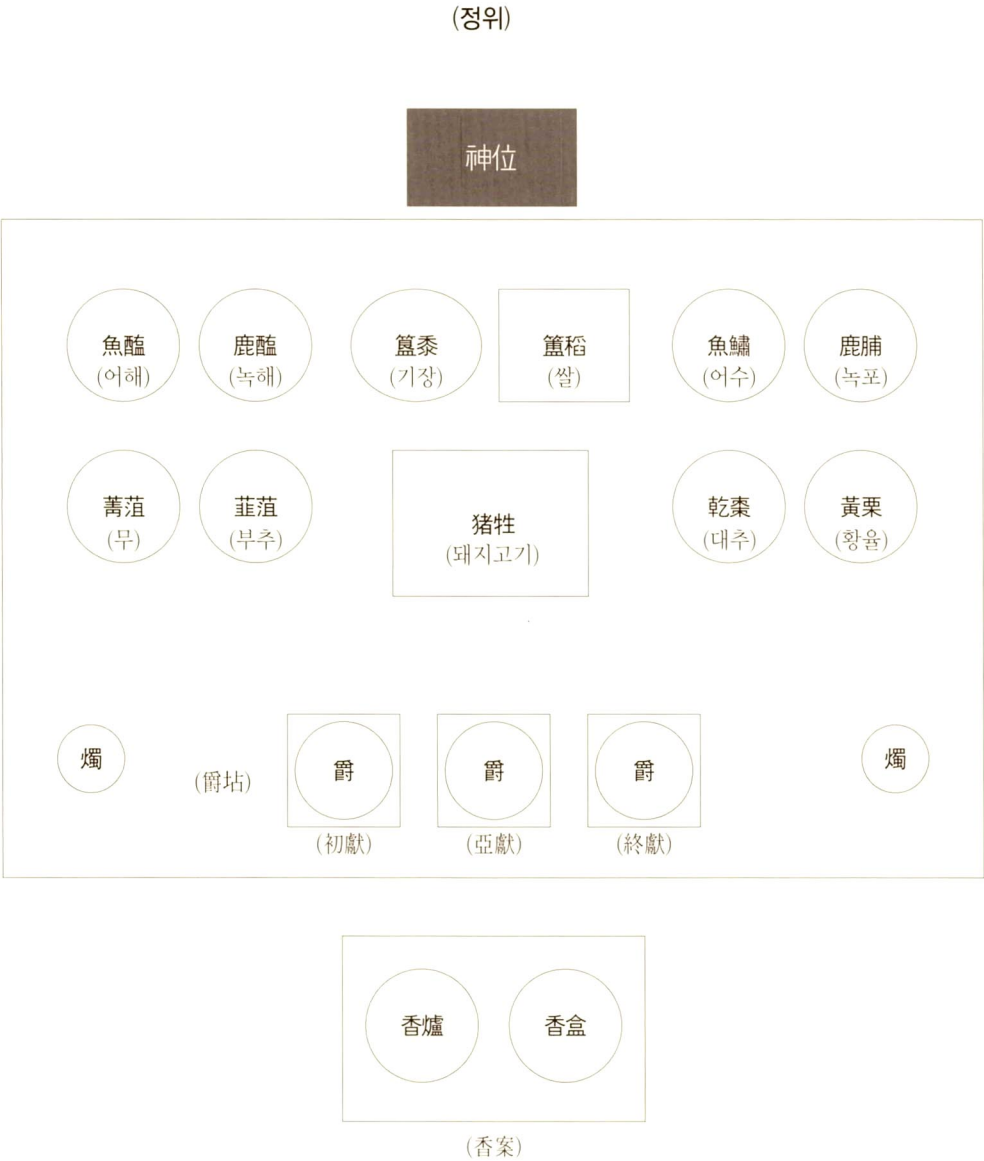 (정위)
神位
魚醢 鹿醢 簋黍 簠稻 魚鱐 鹿脯
(어해) (녹해) (기장) (쌀) (어수) (녹포)
菁菹 韮菹 猪牲 乾棗 黃栗
(무) (부추) (돼지고기) (대추) (황율)
燭 (爵坫) 爵 爵 爵 燭
(初獻) (亞獻) (終獻)
香爐 香盒
(香案)